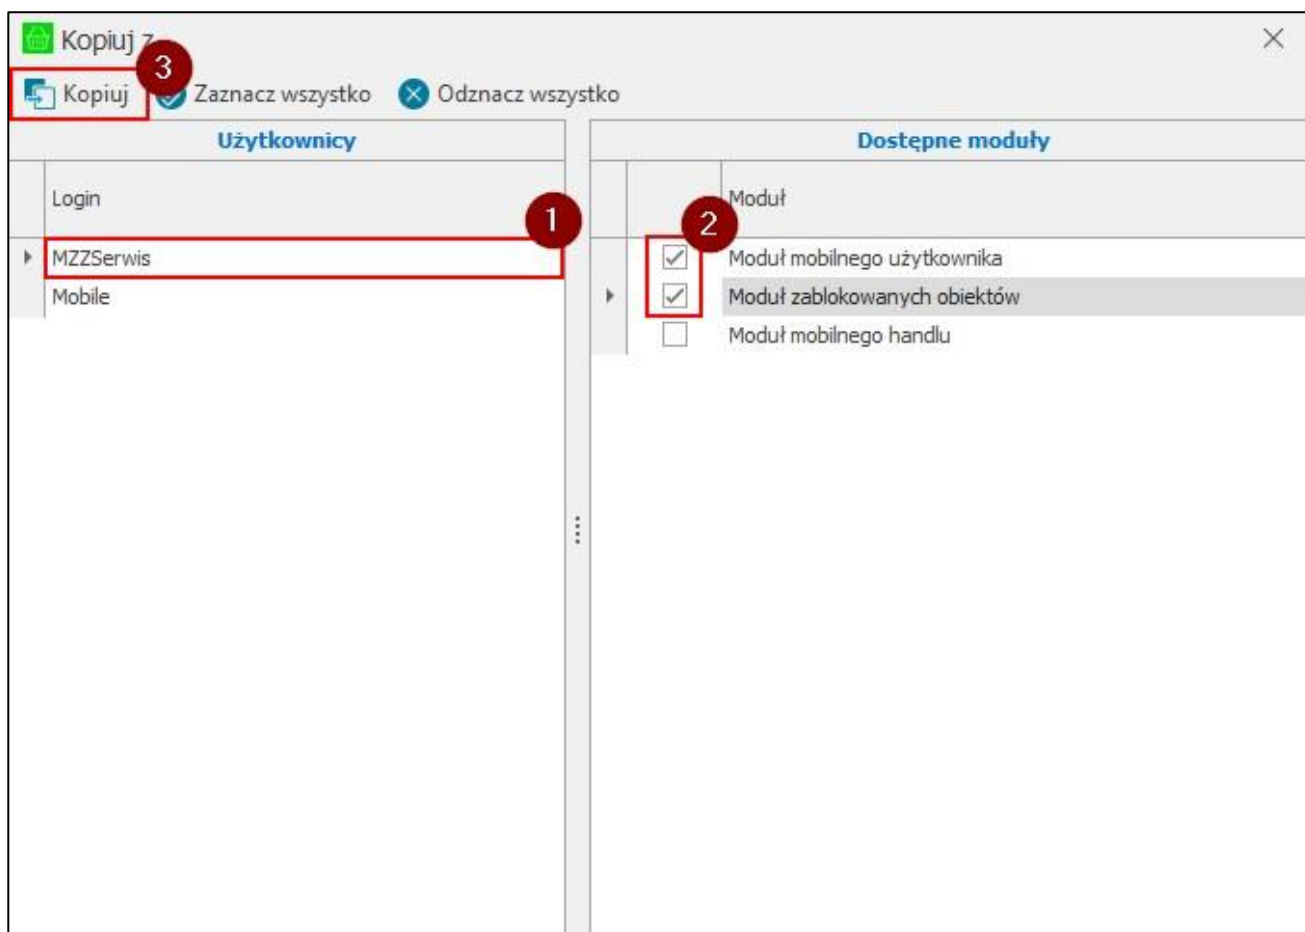 Kopiuj z
3
Kopiuj Zaznacz wszystko Odznacz wszystko
Użytkownicy
Dostępne moduły
Login
Moduł
1
2
MZZSerwis
Mobile
Moduł mobilnego użytkownika
Moduł zablokowanych obiektów
Moduł mobilnego handlu